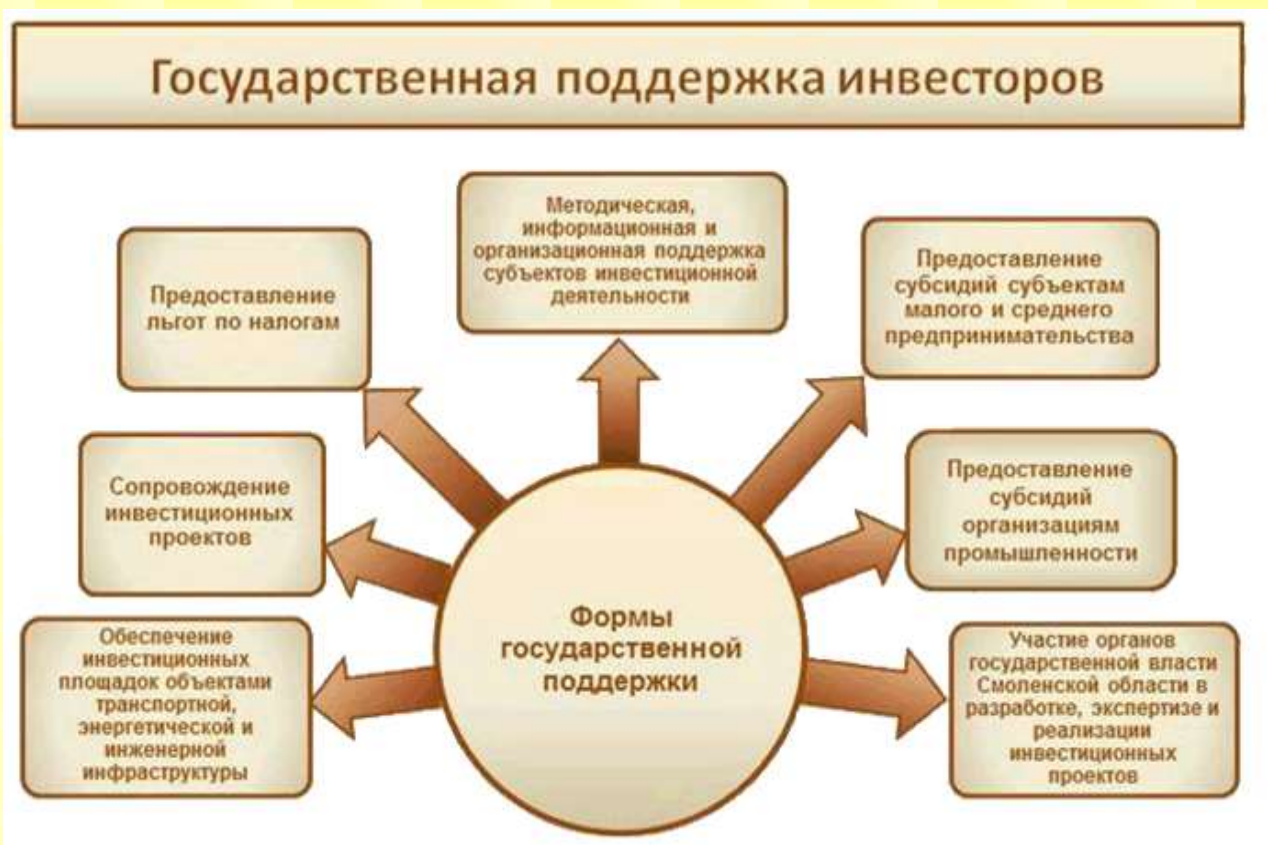 Государственная поддержка инвесторов
Методическая,
информационная и
организационная поддержка
субъектов инвестиционной
деятельности
Предоставление
льгот по налогам
Предоставление
субсидий субъектам
малого и среднего
предпринимательства
Сопровождение
инвестиционных
проектов
Предоставление
субсидий
организациям
промышленности
Формы
государственной
поддержки
Обеспечение
инвестиционных
площадок объектами
транспортной,
энергетической и
инженерной
инфраструктуры
Участие органов
государственной власти
Смоленской области в
разработке, экспертизе и
реализации
инвестиционных
проектов